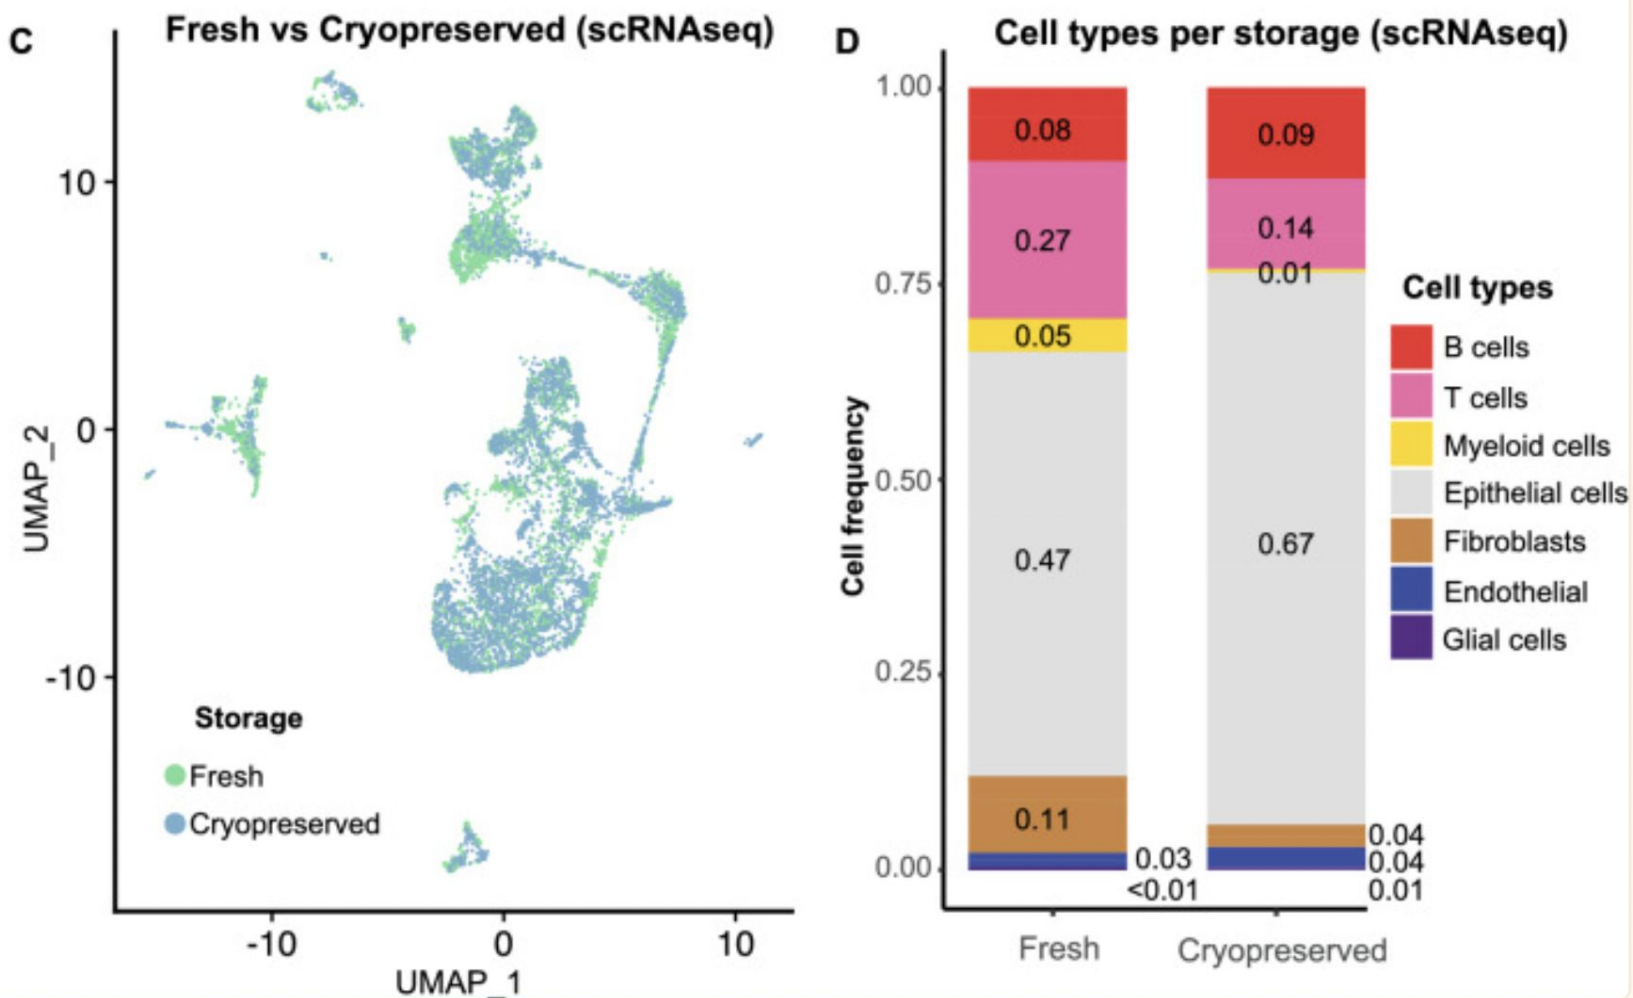 C
Fresh vs Cryopreserved (scRNAseq)
10
0
-10
UMAP_2
Storage
Fresh
Cryopreserved
-10
0
10
UMAP_1
D
Cell types per storage (scRNAseq)
1.00
0.75
0.50
0.25
0.00
Cell frequency
0.08
0.27
0.05
0.47
0.11
0.03
<0.01
0.09
0.14
0.01
0.67
0.04
0.04
0.01
Fresh
Cryopreserved
Cell types
B cells
T cells
Myeloid cells
Epithelial cells
Fibroblasts
Endothelial
Glial cells